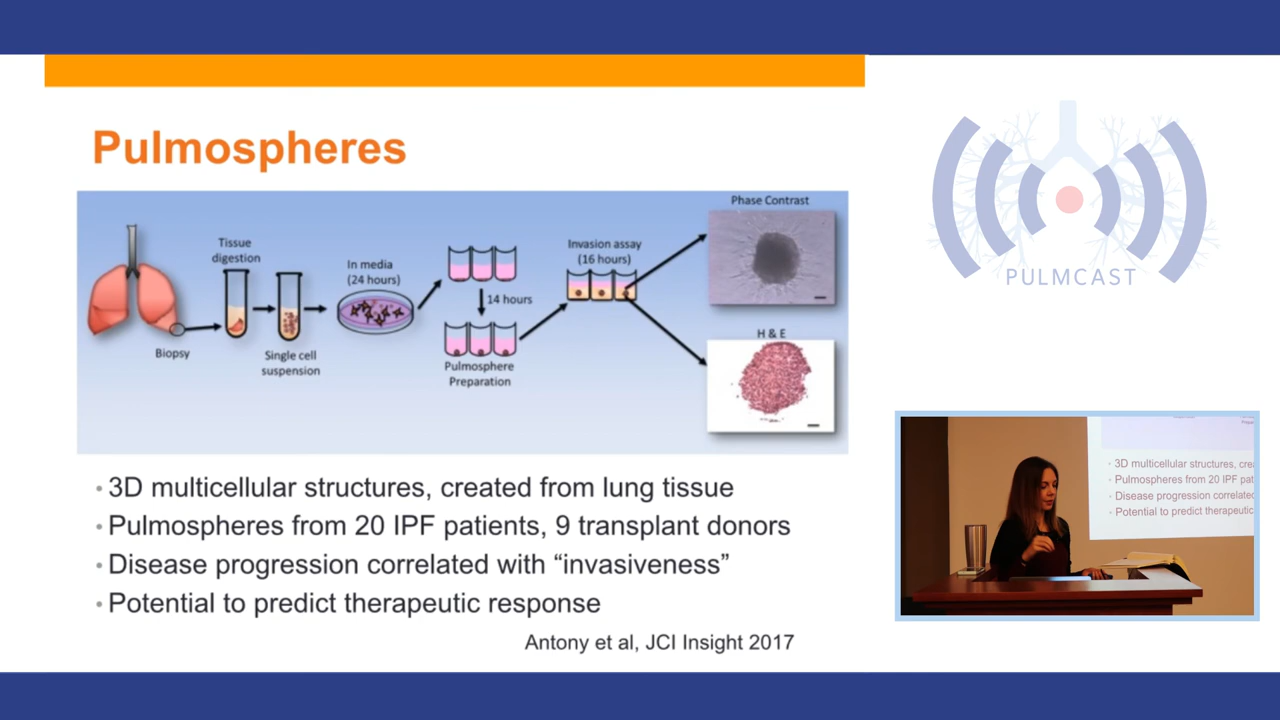 Pulmospheres
Tissue
digestion
Biopsy
Single cell
suspension
In media
(24 hours)
14 hours
Pulmosphere
Preparation
Invasion assay
(16 hours)
Phase Contrast
H & E
• 3D multicellular structures, created from lung tissue
• Pulmospheres from 20 IPF patients, 9 transplant donors
• Disease progression correlated with “invasiveness”
• Potential to predict therapeutic response
Antony et al, JCI Insight 2017
PULMCAST
3D multicellular structures, cre
Pulmospheres from 20 IPF pat
Disease progression correlated
Potential to predict therapeutic